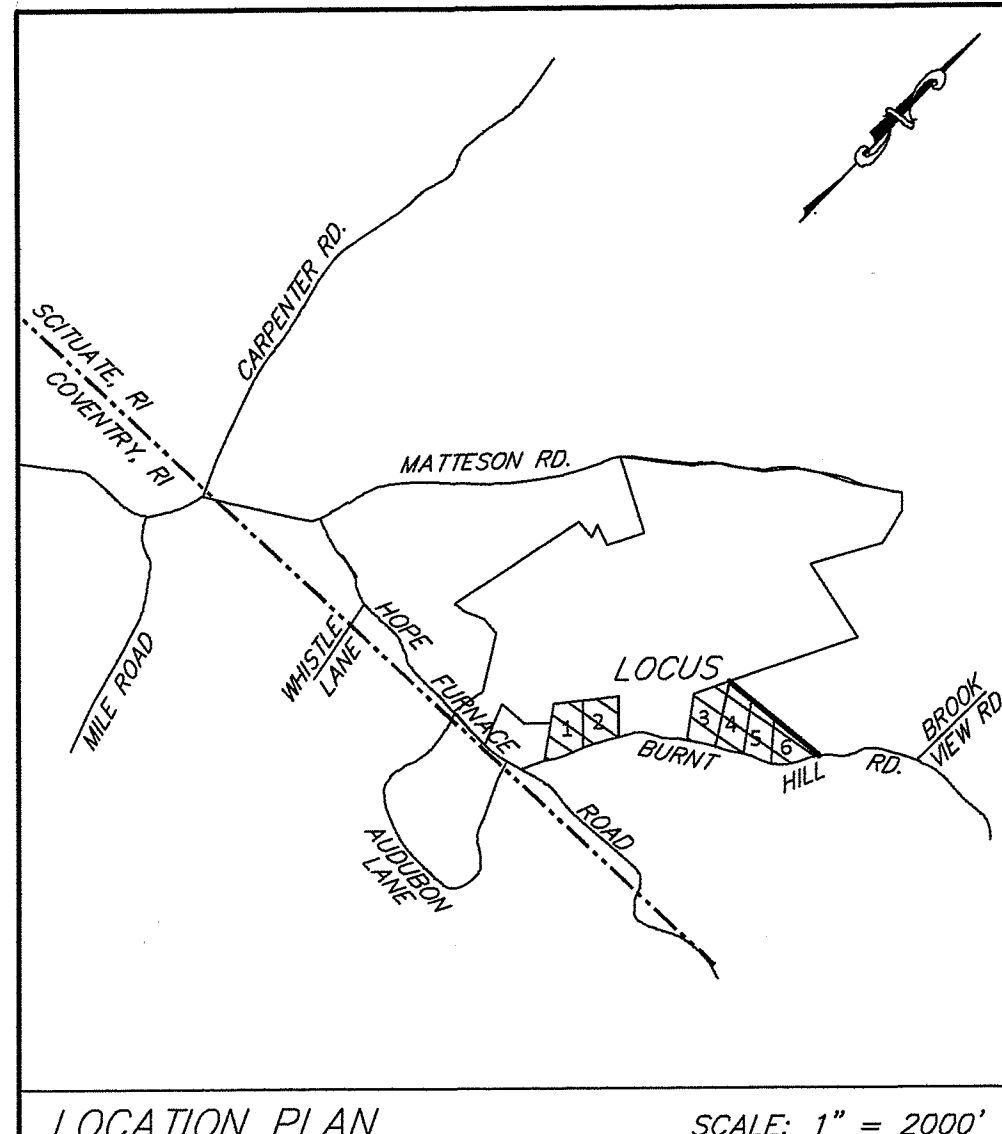 CARPENTER RD.
SCITUATE, RI
COVENTRY, RI
MATTESON RD.
MILE ROAD
WHISTLE
LANE
HOPE
FURNACE
ROAD
LOCUS
1
2
3
4
5
6
BURNT
HILL
RD.
BROOK
VIEW RD
AUDUBON
LANE
LOCATION PLAN
SCALE: 1" = 2000'